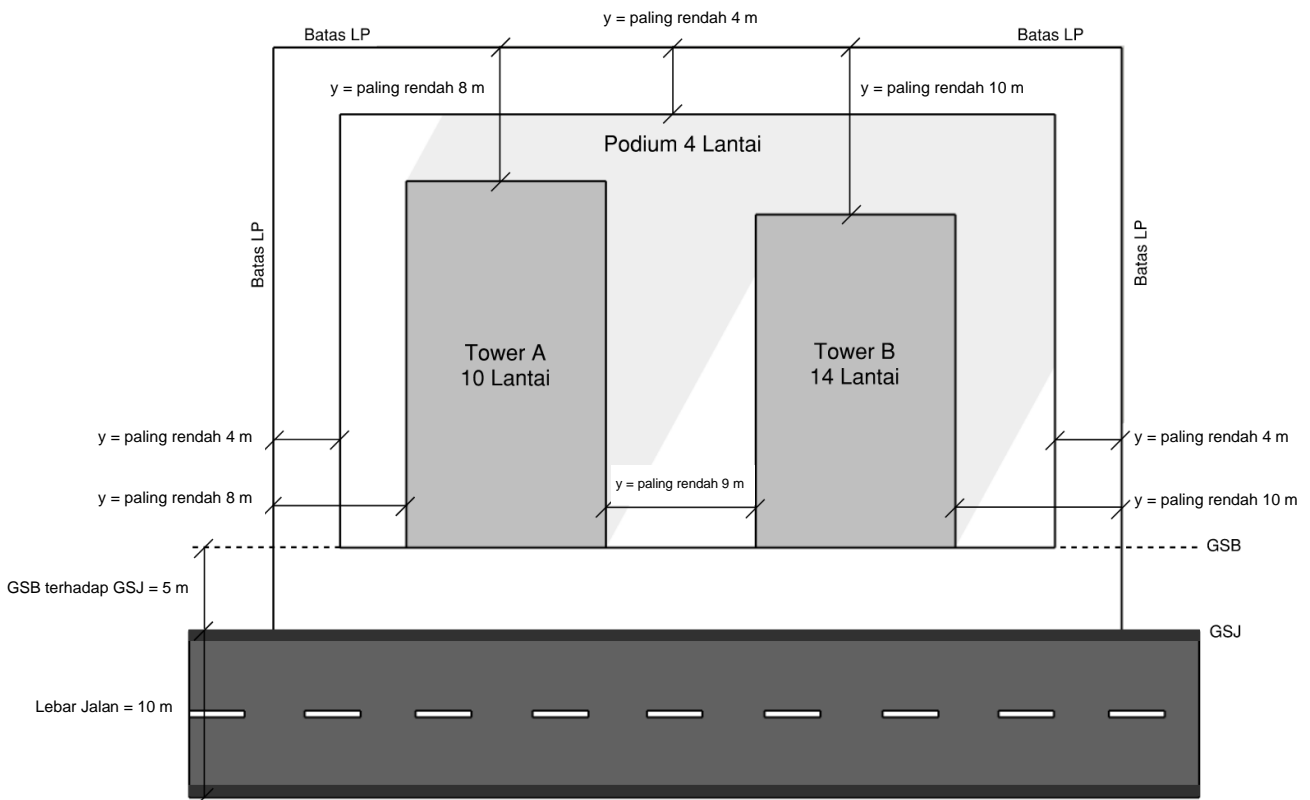 y = paling rendah 4 m
Batas LP
Batas LP
y = paling rendah 8 m
y = paling rendah 10 m
Podium 4 Lantai
Batas LP
Batas LP
Tower A
10 Lantai
Tower B
14 Lantai
y = paling rendah 4 m
y = paling rendah 4 m
y = paling rendah 8 m
y = paling rendah 9 m
y = paling rendah 10 m
GSB
GSB terhadap GSJ = 5 m
GSJ
Lebar Jalan = 10 m